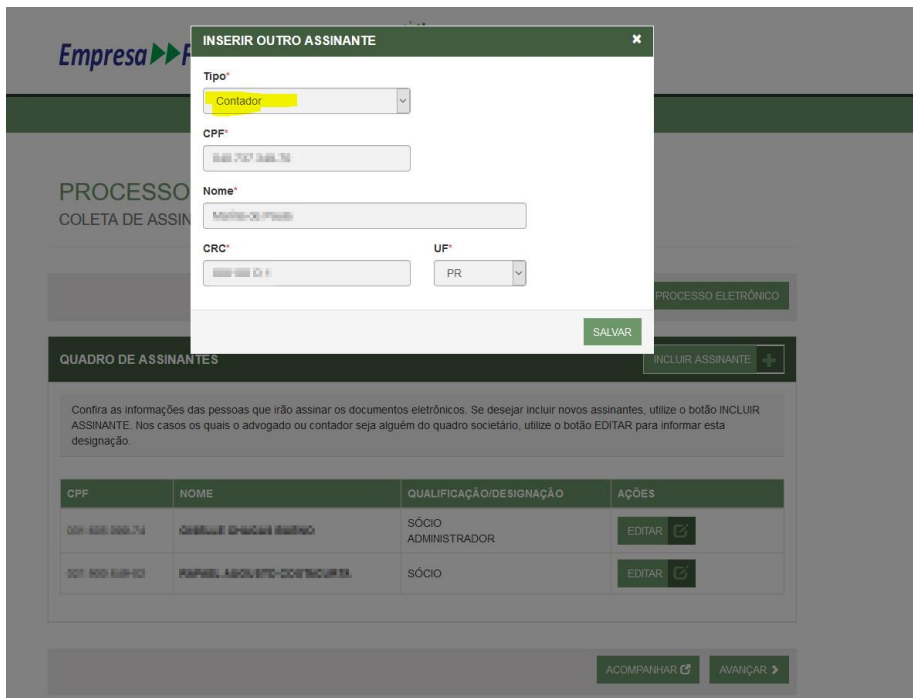 Empresa
INSERIR OUTRO ASSINANTE
Tipo*
Contador
CPF*
Nome*
CRC* UF*
PR
SALVAR
PROCESSO
COLETA DE
PROCESSO ELETRÔNICO
QUADRO DE ASSINANTES
INCLUIR ASSINANTE
Confira as informações das pessoas que irão assinar os documentos eletrônicos. Se desejar incluir novos assinantes, utilize o botão INCLUIR
ASSINANTE. Nos casos os quais o advogado ou contador seja alguém do quadro societário, utilize o botão EDITAR para informar esta
designação.
CPF NOME QUALIFICAÇÃO/DESIGNAÇÃO AÇÕES
SÓCIO
ADMINISTRADOR
EDITAR
SÓCIO EDITAR
ACOMPANHAR AVANÇAR